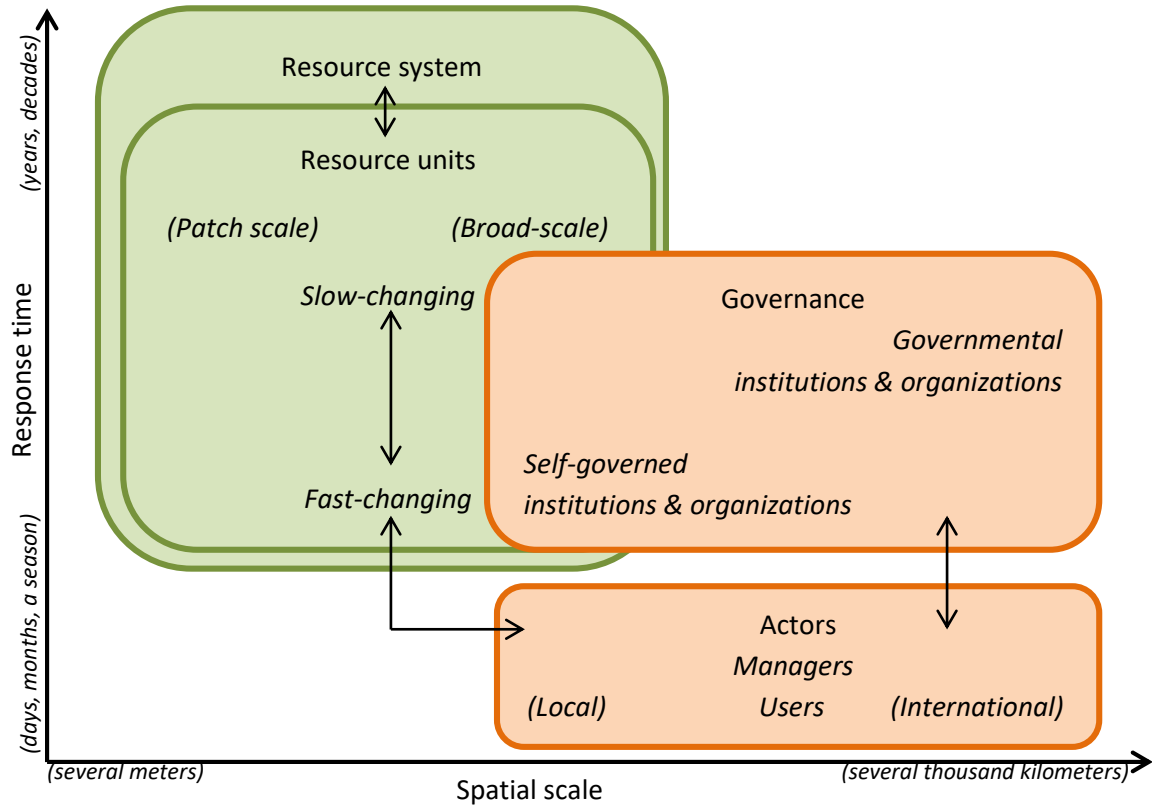 Resource system
Resource units
(Patch scale)
(Broad-scale)
Slow-changing
Fast-changing
Governance
Governmental
institutions & organizations
Self-governed
institutions & organizations
Actors
Managers
Users
(Local)
(International)
Response time
(years, decades)
(days, months, a season)
(several meters)
Spatial scale
(several thousand kilometers)